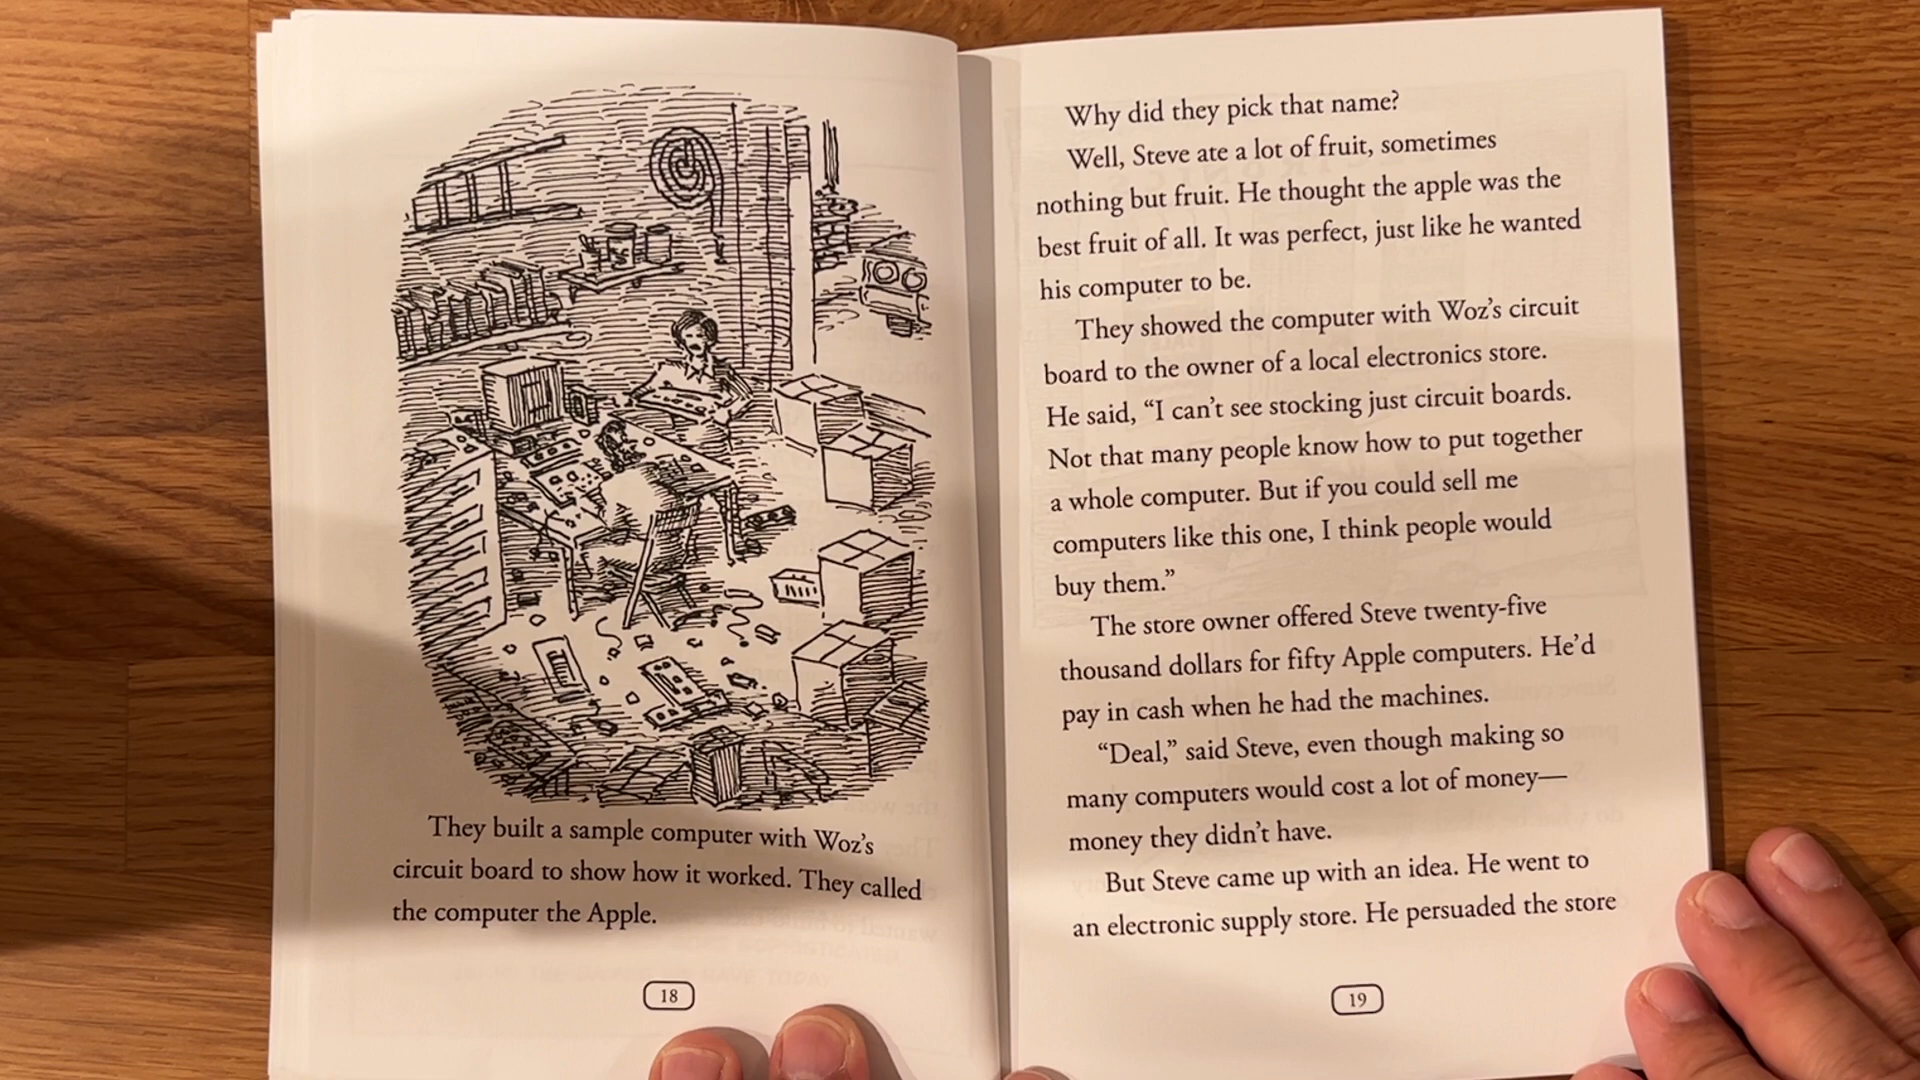 They built a sample computer with Woz's
circuit board to show how it worked. They called
the computer the Apple.
18
Why did they pick that name?
Well, Steve ate a lot of fruit, sometimes
nothing but fruit. He thought the apple was the
best fruit of all. It was perfect, just like he wanted
his computer to be.
They showed the computer with Woz's circuit
board to the owner of a local electronics store.
He said, “I can't see stocking just circuit boards.
Not that many people know how to put together
a whole computer. But if you could sell me
computers like this one, I think people would
buy them.”
The store owner offered Steve twenty-five
thousand dollars for fifty Apple computers. He'd
pay in cash when he had the machines.
“Deal,” said Steve, even though making so
many computers would cost a lot of money—
money they didn't have.
But Steve came up with an idea. He went to
an electronic supply store. He persuaded the store
19